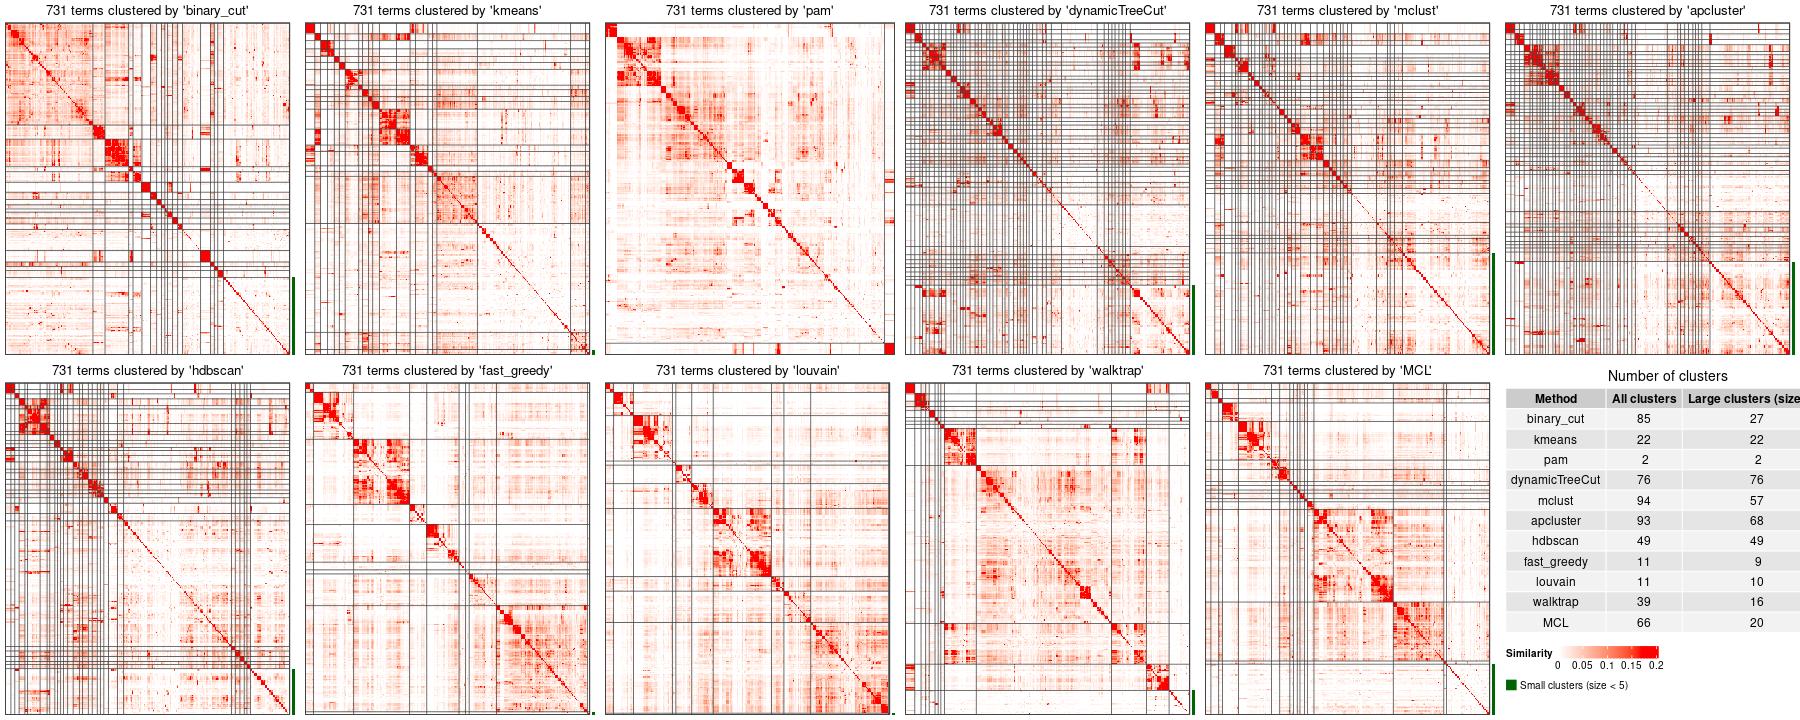 731 terms clustered by 'binary_cut'
731 terms clustered by 'kmeans'
731 terms clustered by 'pam'
731 terms clustered by 'dynamicTreeCut'
731 terms clustered by 'mclust'
731 terms clustered by 'apcluster'
731 terms clustered by 'hdbscan'
731 terms clustered by 'fast_greedy'
731 terms clustered by 'louvain'
731 terms clustered by 'walktrap'
731 terms clustered by 'MCL'
Number of clusters
Method All clusters Large clusters (size
binary_cut 85 27
kmeans 22 22
pam 2 2
dynamicTreeCut 76 76
mclust 94 57
apcluster 93 68
hdbscan 49 49
fast_greedy 11 9
louvain 11 10
walktrap 39 16
MCL 66 20
Similarity
0 0.05 0.1 0.15 0.2
Small clusters (size < 5)